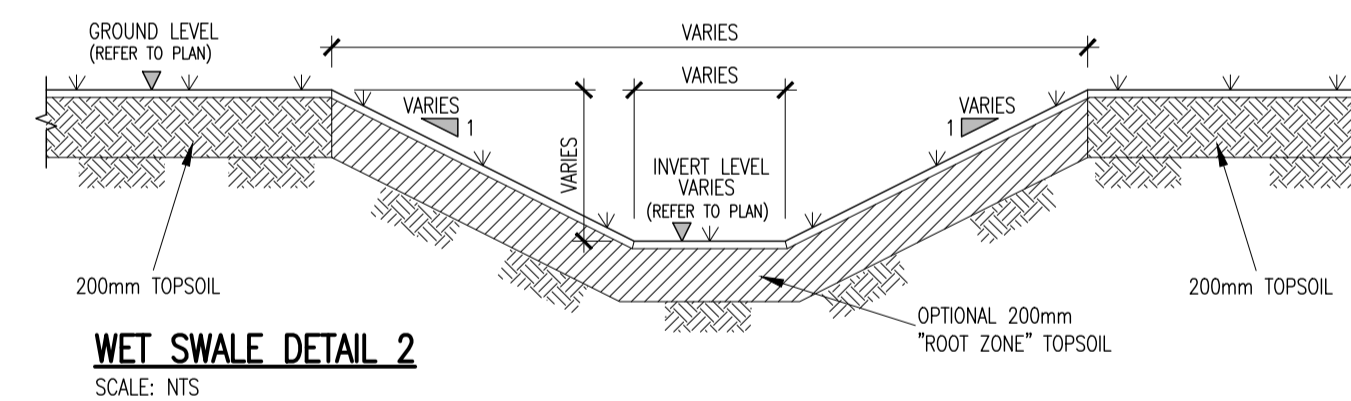 GROUND LEVEL
(REFER TO PLAN)
VARIES
VARIES
VARIES
1
VARIES
VARIES
1
INVERT LEVEL
VARIES
(REFER TO PLAN)
200mm TOPSOIL
200mm TOPSOIL
OPTIONAL 200mm
"ROOT ZONE" TOPSOIL
WET SWALE DETAIL 2
SCALE: NTS